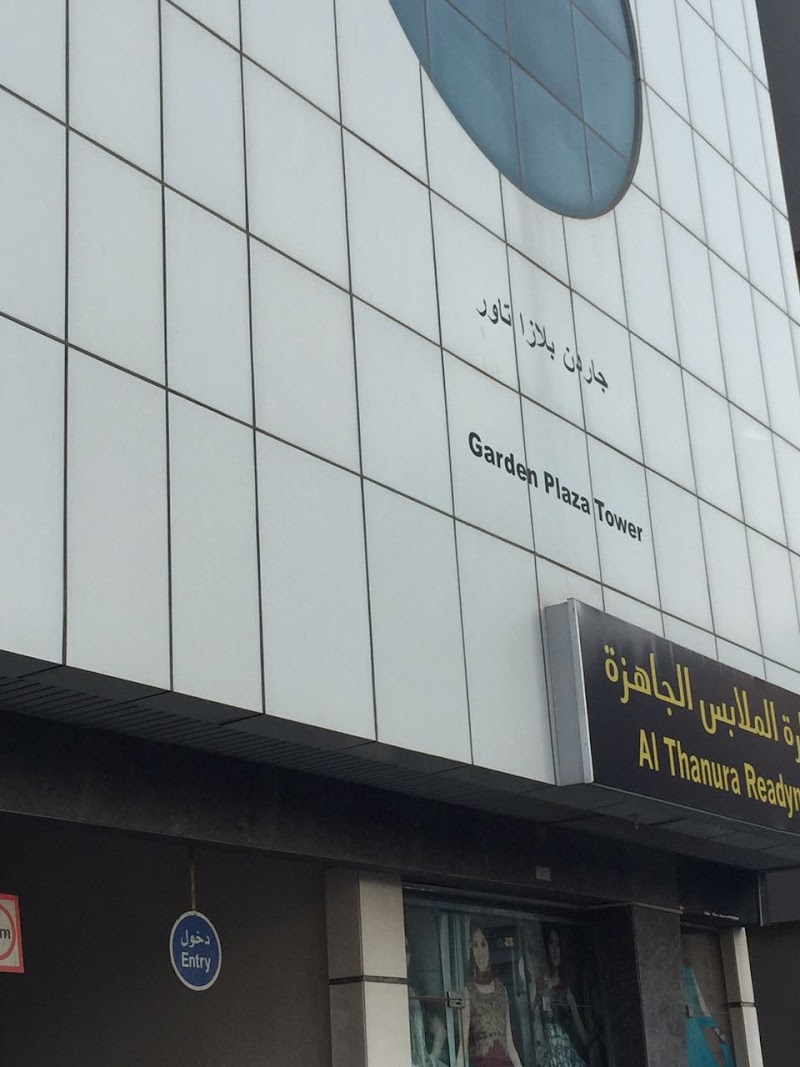 جاردن بلازا تاور
Garden Plaza Tower
الملابس الجاهزة
Al Thanura Readym
دخول
Entry
m